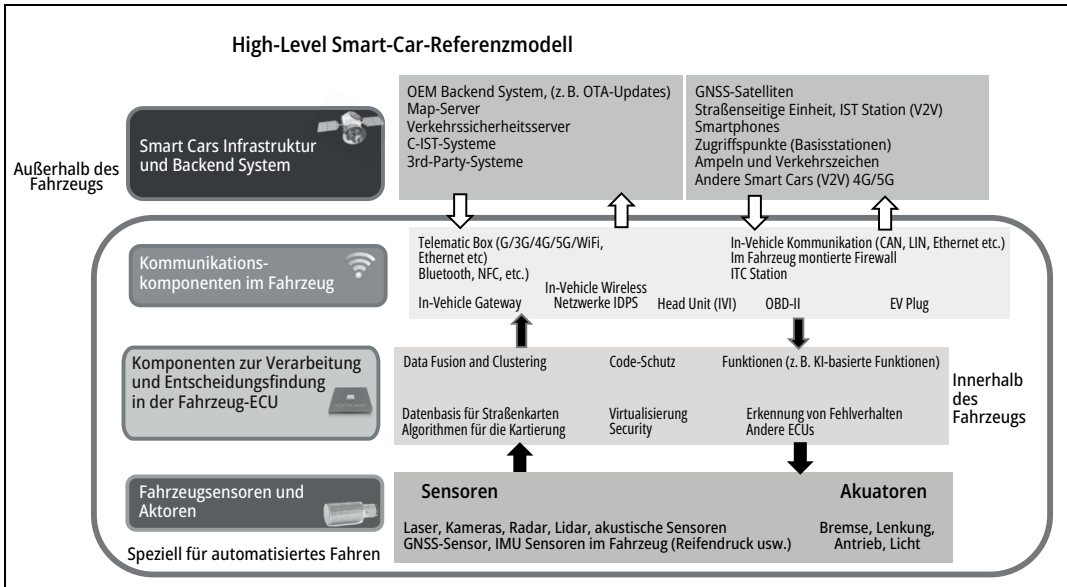 High-Level Smart-Car-Referenzmodell
Außerhalb des
Fahrzeugs
Smart Cars Infrastruktur
und Backend System
OEM Backend System, (z. B. OTA-Updates)
Map-Server
Verkehrssicherheitsserver
C-IST-Systeme
3rd-Party-Systeme
GNSS-Satelliten
Straßenseitige Einheit, IST Station (V2V)
Smartphones
Zugriffspunkte (Basisstationen)
Ampeln und Verkehrszeichen
Andere Smart Cars (V2V) 4G/5G
Kommunikations-
komponenten im Fahrzeug
Telematic Box (G/3G/4G/5G/WiFi,
Ethernet etc)
Bluetooth, NFC, etc.)
In-Vehicle Gateway
In-Vehicle Wireless
Netzwerke IDPS
Head Unit (IVI)
In-Vehicle Kommunikation (CAN, LIN, Ethernet etc.)
Im Fahrzeug montierte Firewall
ITC Station
OBD-II
EV Plug
Komponenten zur Verarbeitung
und Entscheidungsfindung
in der Fahrzeug-ECU
Data Fusion and Clustering
Code-Schutz
Funktionen (z. B. KI-basierte Funktionen)
Datenbasis für Straßenkarten
Algorithmen für die Kartierung
Virtualisierung
Security
Erkennung von Fehlverhalten
Andere ECUs
Innerhalb
des
Fahrzeugs
Fahrzeugsensoren und
Aktoren
Speziell für automatisiertes Fahren
Sensoren
Laser, Kameras, Radar, Lidar, akustische Sensoren
GNSS-Sensor, IMU Sensoren im Fahrzeug (Reifendruck usw.)
Akuatoren
Bremse, Lenkung,
Antrieb, Licht